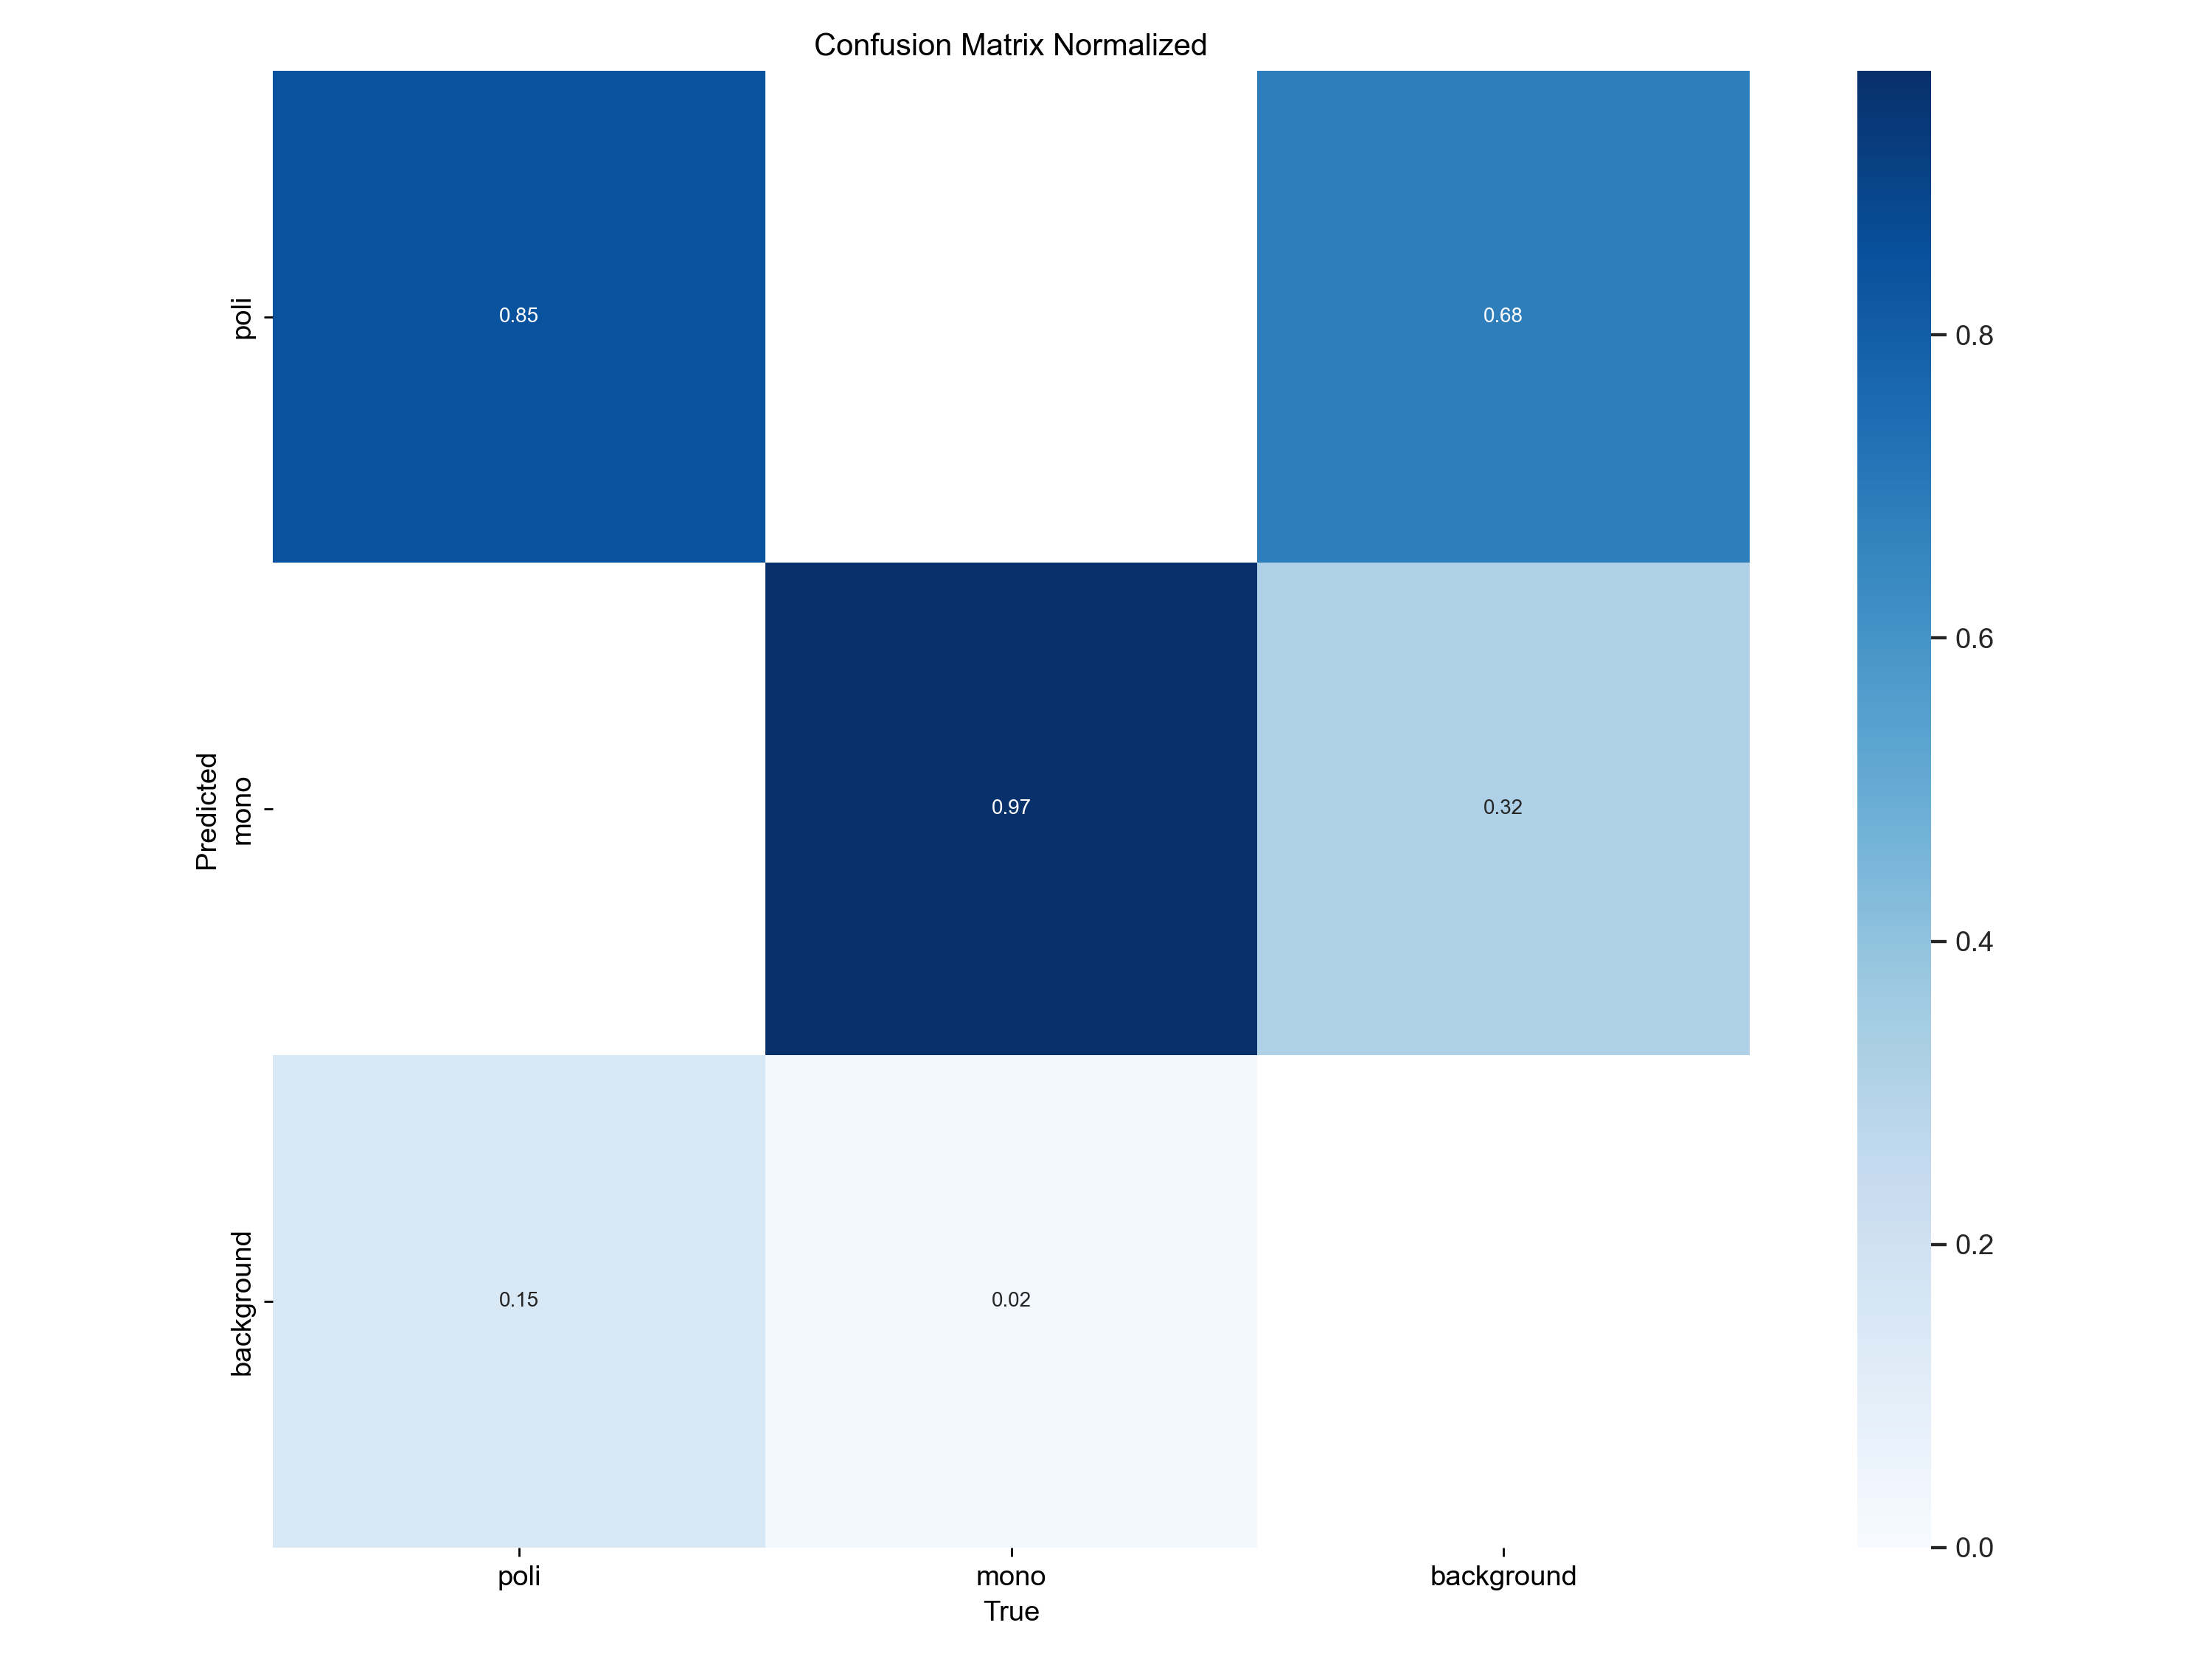 Confusion Matrix Normalized
poli
0.85
0.68
0.8
0.6
Predicted
mono
0.97
0.32
0.4
background
0.15
0.02
0.2
0.0
poli
mono
background
True